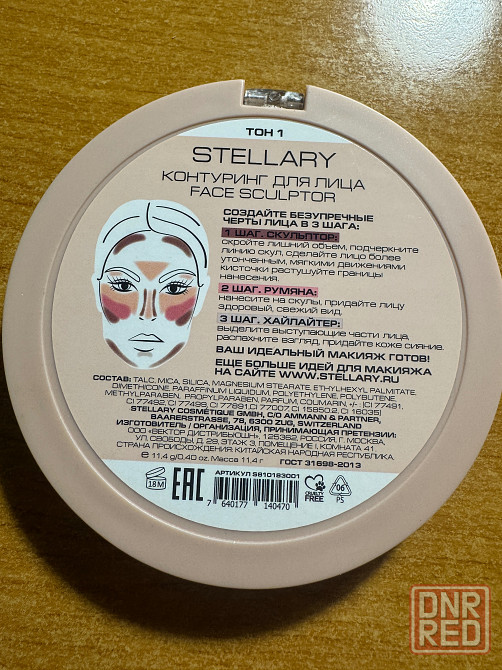 ТОН 1
STELLARY
КОНТУРИНГ ДЛЯ ЛИЦА
FACE SCULPTOR
СОЗДАЙТЕ БЕЗУПРЕЧНЫЕ
ЧЕРТЫ ЛИЦА В 3 ШАГА:
1 ШАГ. СКУЛЬПТОР:
скройте лишний объем, подчеркните
линию скул, сделайте лицо более
утонченным, мягкими движениями
кисточки растушуйте границы
нанесения.
2 ШАГ. РУМЯНА:
нанесите на скулы, придайте лицу
здоровый, свежий вид.
3 ШАГ. ХАЙЛАЙТЕР:
выделите выступающие части лица,
распахните взгляд, придайте коже сияние.
ВАШ ИДЕАЛЬНЫЙ МАКИЯЖ ГОТОВ!
ЕЩЕ БОЛЬШЕ ИДЕЙ ДЛЯ МАКИЯЖА
НА САЙТЕ WWW.STELLARY.RU
СОСТАВ: TALC, MICA, SILICA, MAGNESIUM STEARATE, ETHYLHEXYL PALMITATE,
DIMETHICONE, PARAFFINUM LIQUIDUM, POLYETHYLENE, POLYBUTENE,
METHYLPARABEN, PROPYLPARABEN, PARFUM, COUMARIN, +/- : (CI 77491,
CI 77492, CI 77499, CI 77891, CI 77007, CI 15850:2, CI 16035)
STELLARY COSMÉTIQUE GMBH, C/O AMMANN & PARTNER,
BAARERSTRASSE, 78, 6300 ZUG, SWITZERLAND
ИЗГОТОВИТЕЛЬ / ОРГАНИЗАЦИЯ, ПРИНИМАЮЩАЯ ПРЕТЕНЗИИ:
ООО «ВЕКТОР ДИСТРИБЬЮШН», 125362, РОССИЯ, Г. МОСКВА,
УЛ. СВОБОДЫ, Д. 29, ЭТАЖ 3, ПОМЕЩЕНИЕ I, КОМНАТА 41
СТРАНА ПРОИСХОЖДЕНИЯ: КИТАЙСКАЯ НАРОДНАЯ РЕСПУБЛИКА
℮ 11.4 g/0.40 oz. Масса 11.4 г ГОСТ 31698-2013
АРТИКУЛ S610183001
18M
EAC
7 640177 140470
CRUELTY
FREE
06
PS
DNR
RED